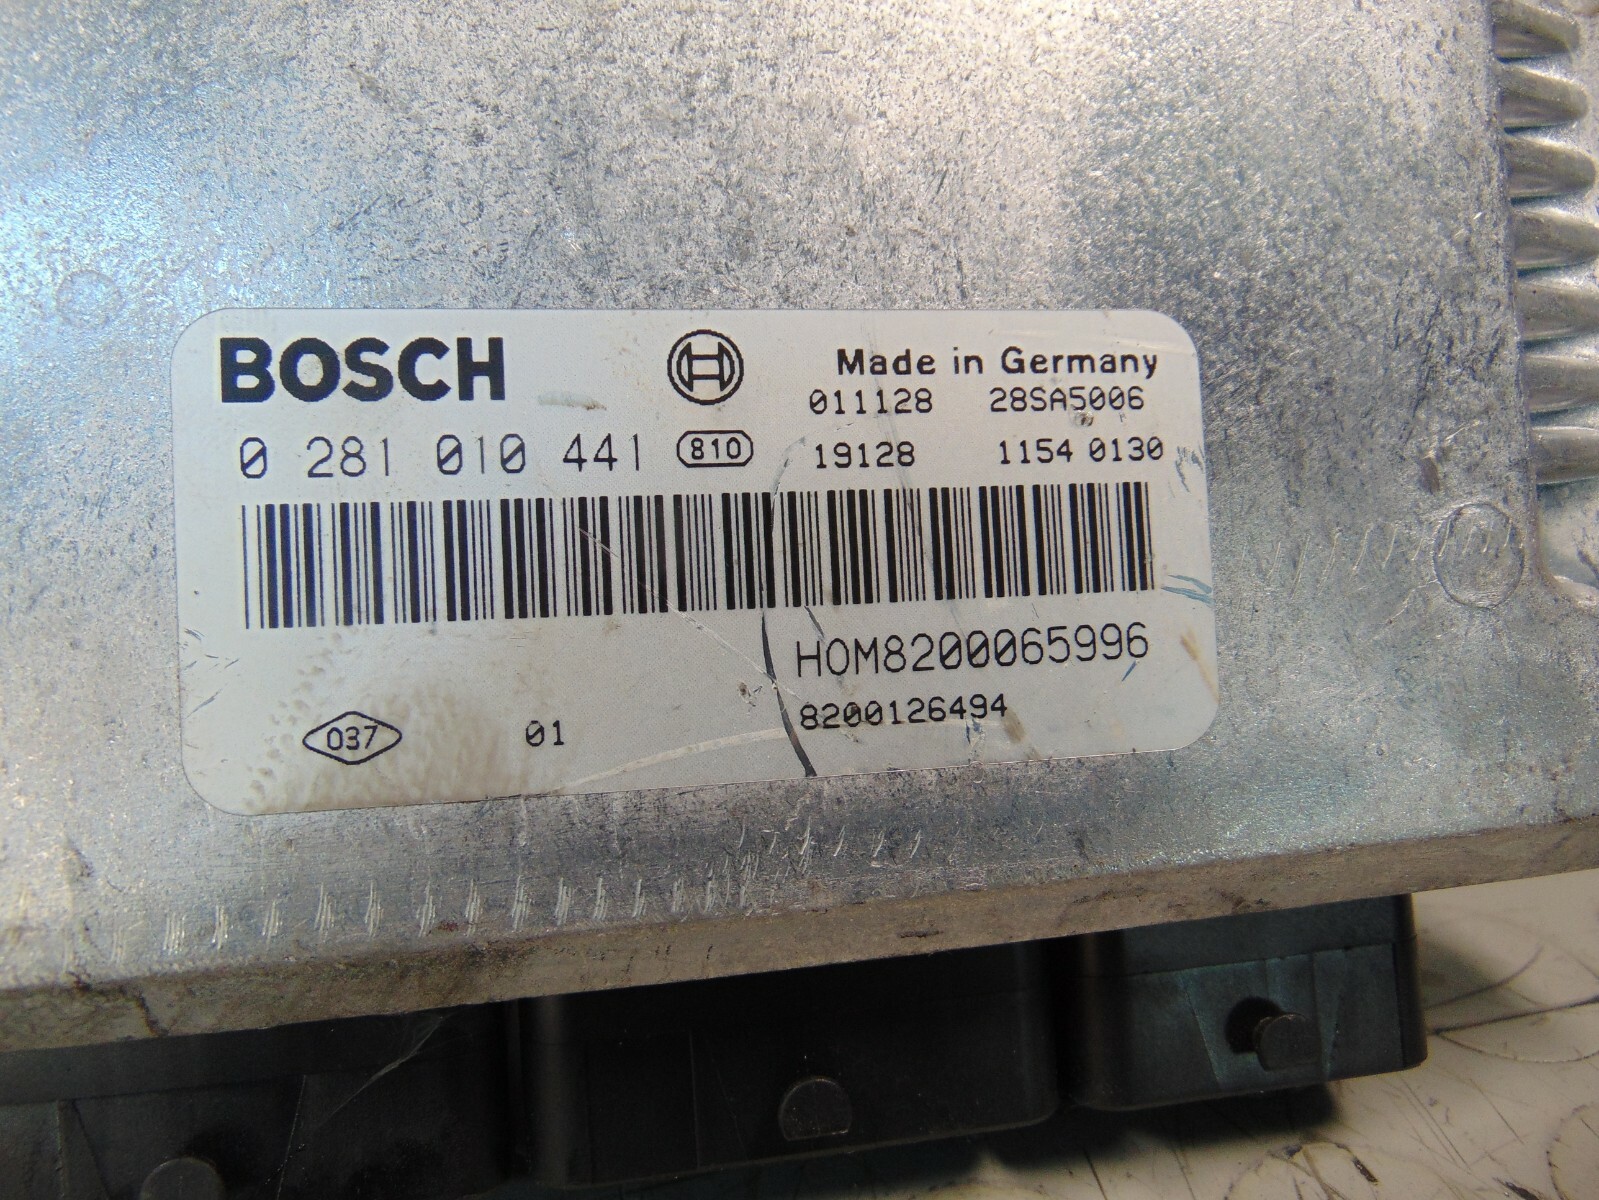 BOSCH
Made in Germany
011128 28SA5006
0 281 010 441 810 19128 1154 0130
HOM8200065996
8200126494
037 01